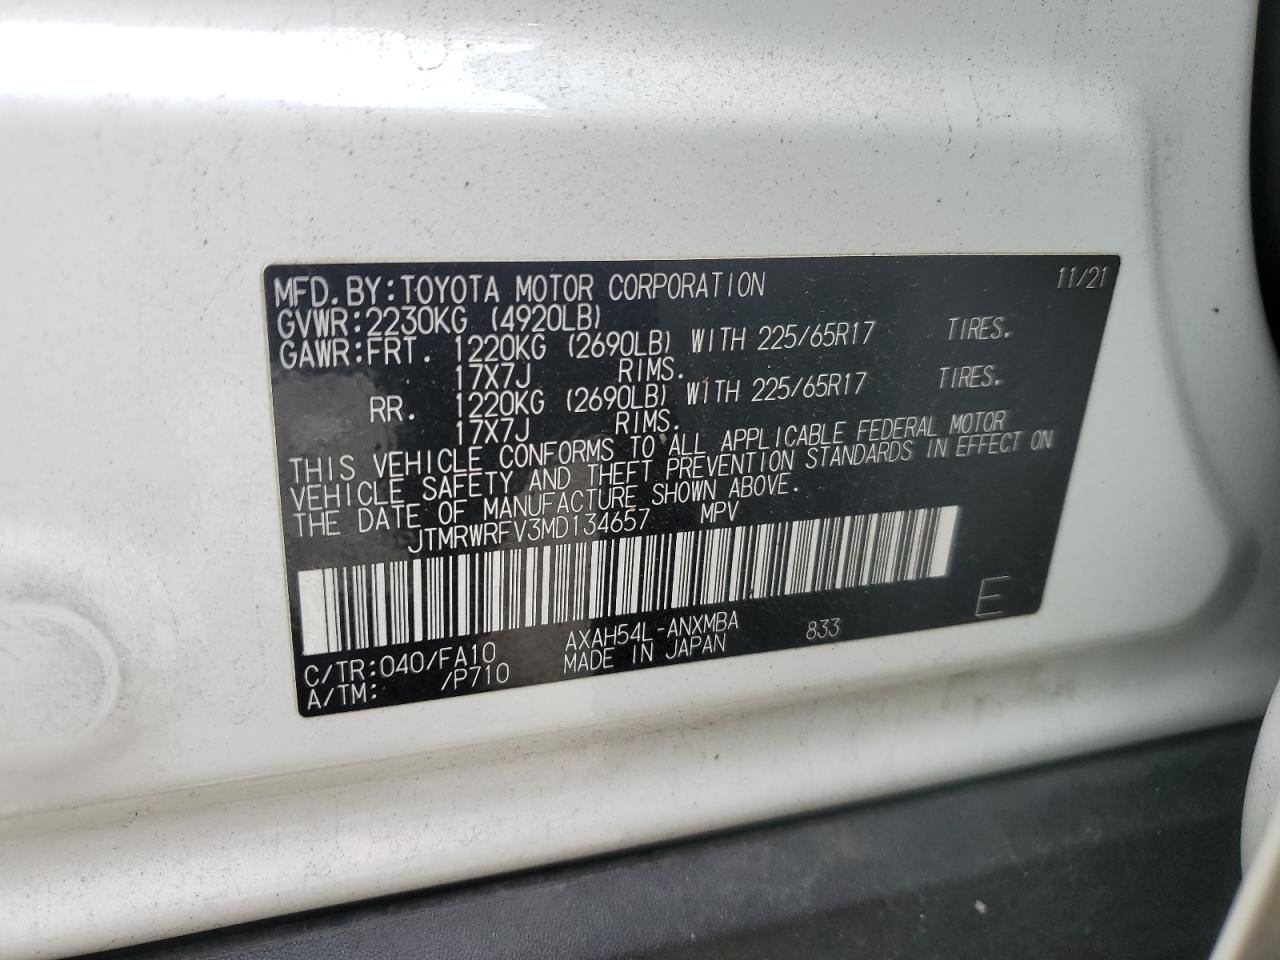 MFD.BY:TOYOTA MOTOR CORPORATION 11/21
GVWR:2230KG (4920LB)
GAWR:FRT. 1220KG (2690LB) WITH 225/65R17 TIRES.
17X7J RIMS.
RR. 1220KG (2690LB) WITH 225/65R17 TIRES.
17X7J RIMS.
THIS VEHICLE CONFORMS TO ALL APPLICABLE FEDERAL MOTOR
VEHICLE SAFETY AND THEFT PREVENTION STANDARDS IN EFFECT ON
THE DATE OF MANUFACTURE SHOWN ABOVE.
JTMRWRFV3MD134657 MPV
C/TR:040/FA10 AXAH54L-ANXMBA 833 E
A/TM: /P710 MADE IN JAPAN